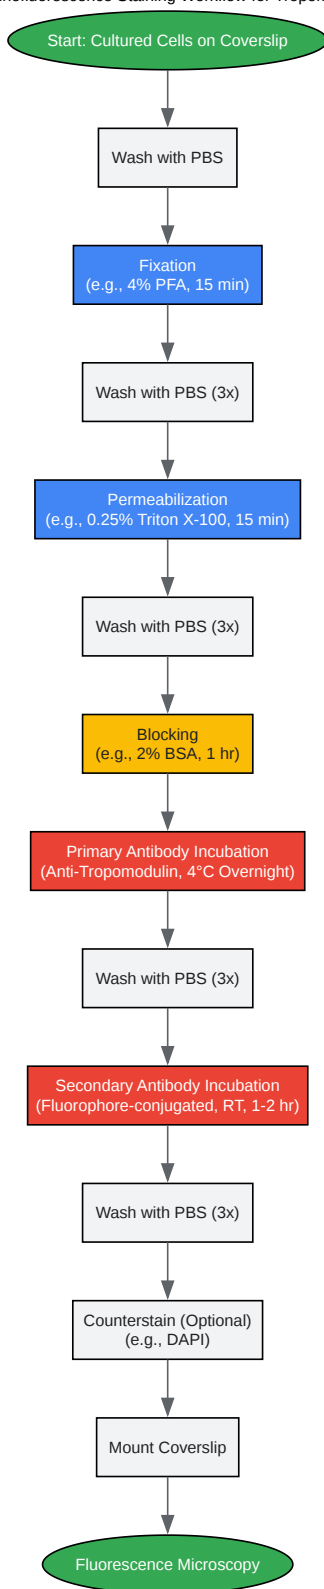 Staining Workflow for
Start: Cultured Cells on Coverslip
Wash with PBS
Fixation
(e.g., 4% PFA, 15 min)
Wash with PBS (3x)
Permeabilization
(e.g., 0.25% Triton X-100, 15 min)
Wash with PBS (3x)
Blocking
(e.g., 2% BSA, 1 hr)
Primary Antibody Incubation
(Anti-Tropomodulin, 4°C Overnight)
Wash with PBS (3x)
Secondary Antibody Incubation
(Fluorophore-conjugated, RT, 1-2 hr)
Wash with PBS (3x)
Counterstain (Optional)
(e.g., DAPI)
Mount Coverslip
Fluorescence Microscopy